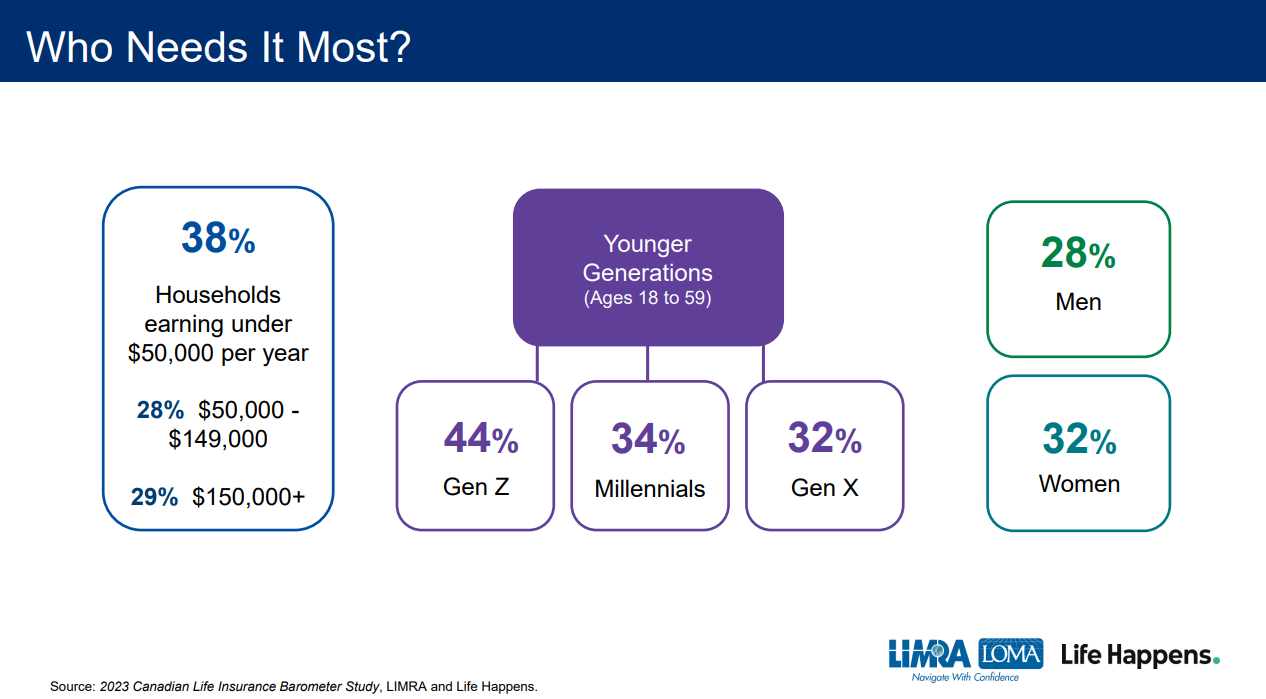 Who Needs It Most?
38%
Households
earning under
$50,000 per year
28% $50,000 -
$149,000
29% $150,000+
Younger
Generations
(Ages 18 to 59)
44%
Gen Z
34%
Millennials
32%
Gen X
28%
Men
32%
Women
LIMRA LOMA Life Happens.
Navigate With Confidence
Source: 2023 Canadian Life Insurance Barometer Study, LIMRA and Life Happens.